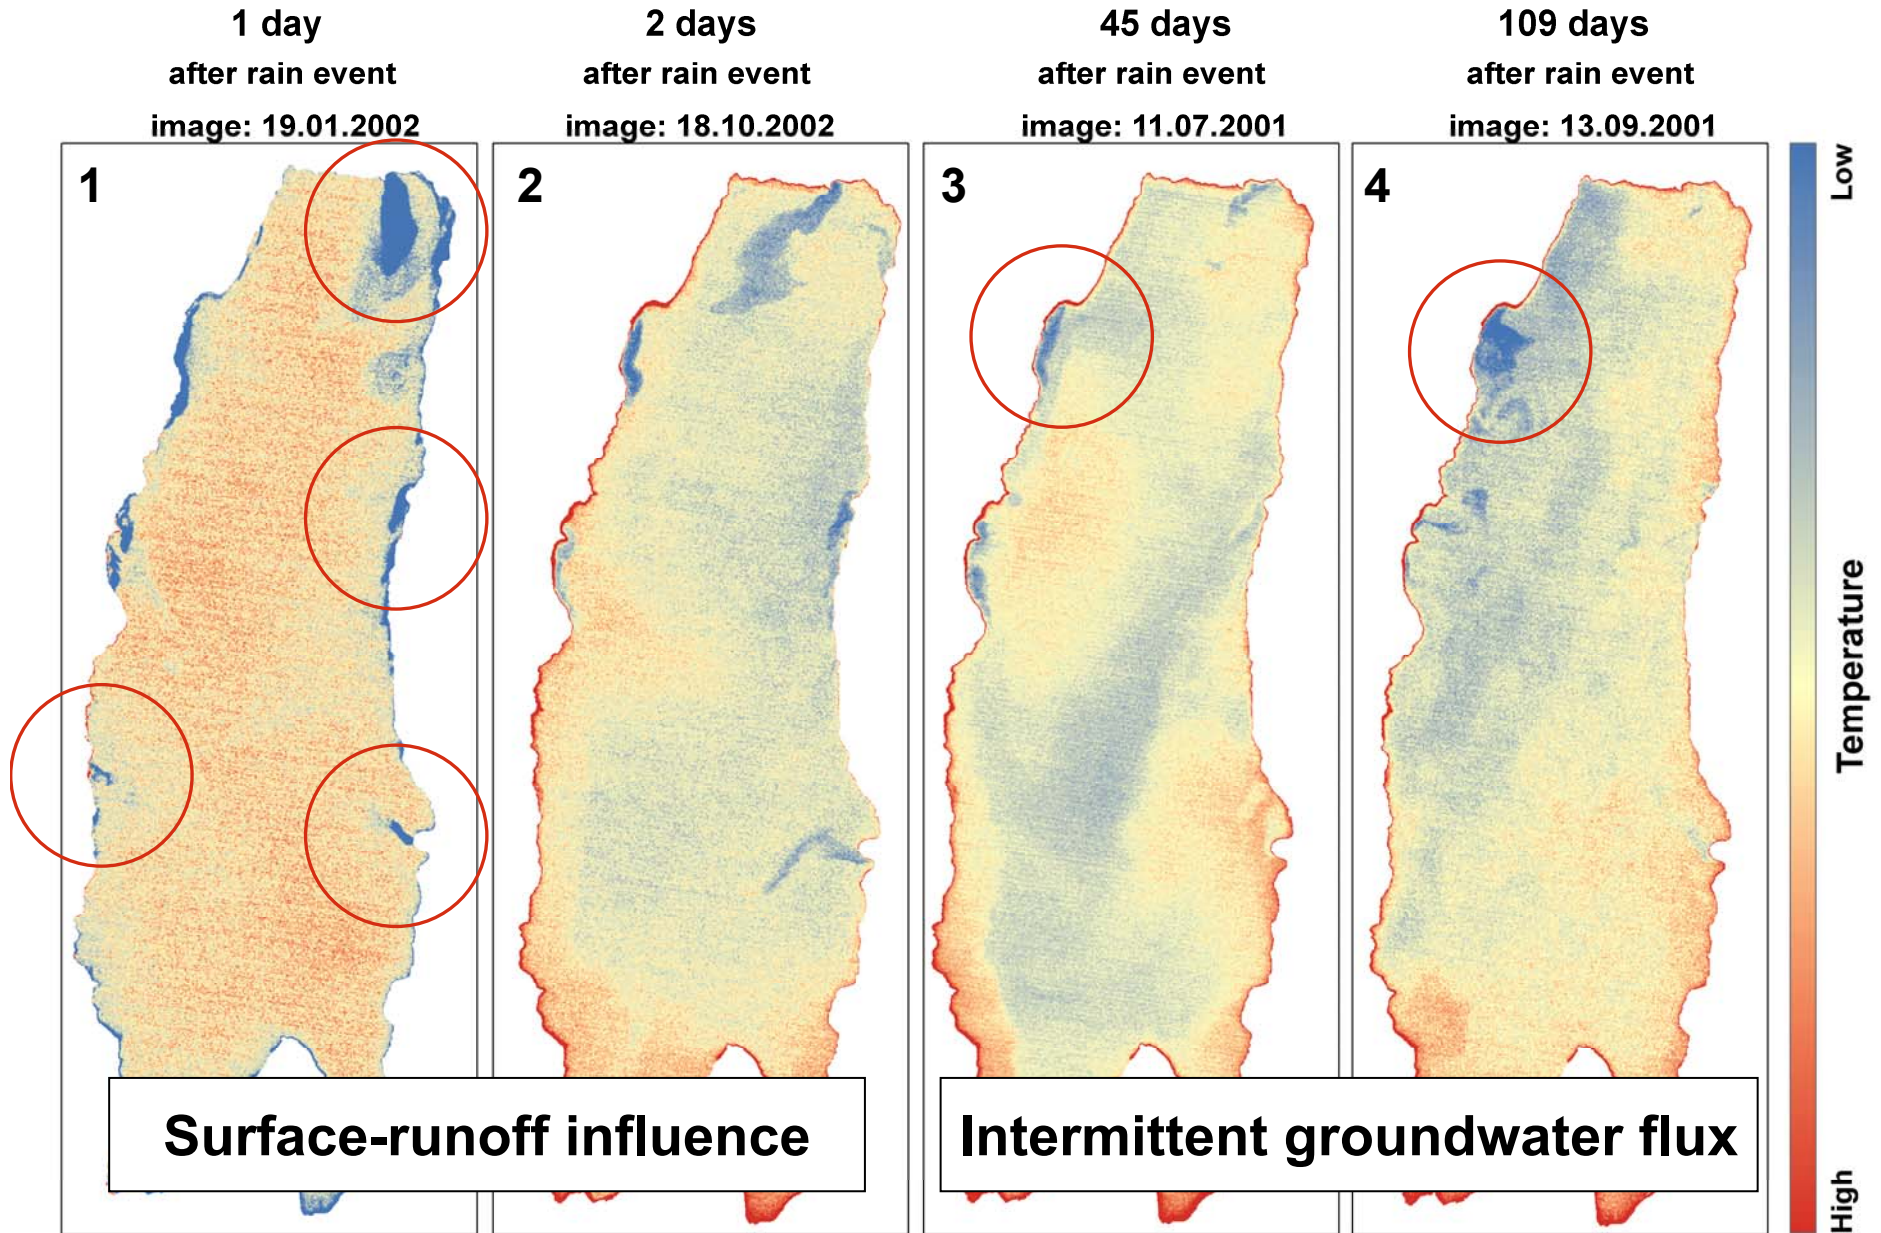 1 day
after rain event
image: 19.01.2002
2 days
after rain event
image: 18.10.2002
45 days
after rain event
image: 11.07.2001
109 days
after rain event
image: 13.09.2001
1
2
3
4
Low
Temperature
High
Surface-runoff influence
Intermittent groundwater flux